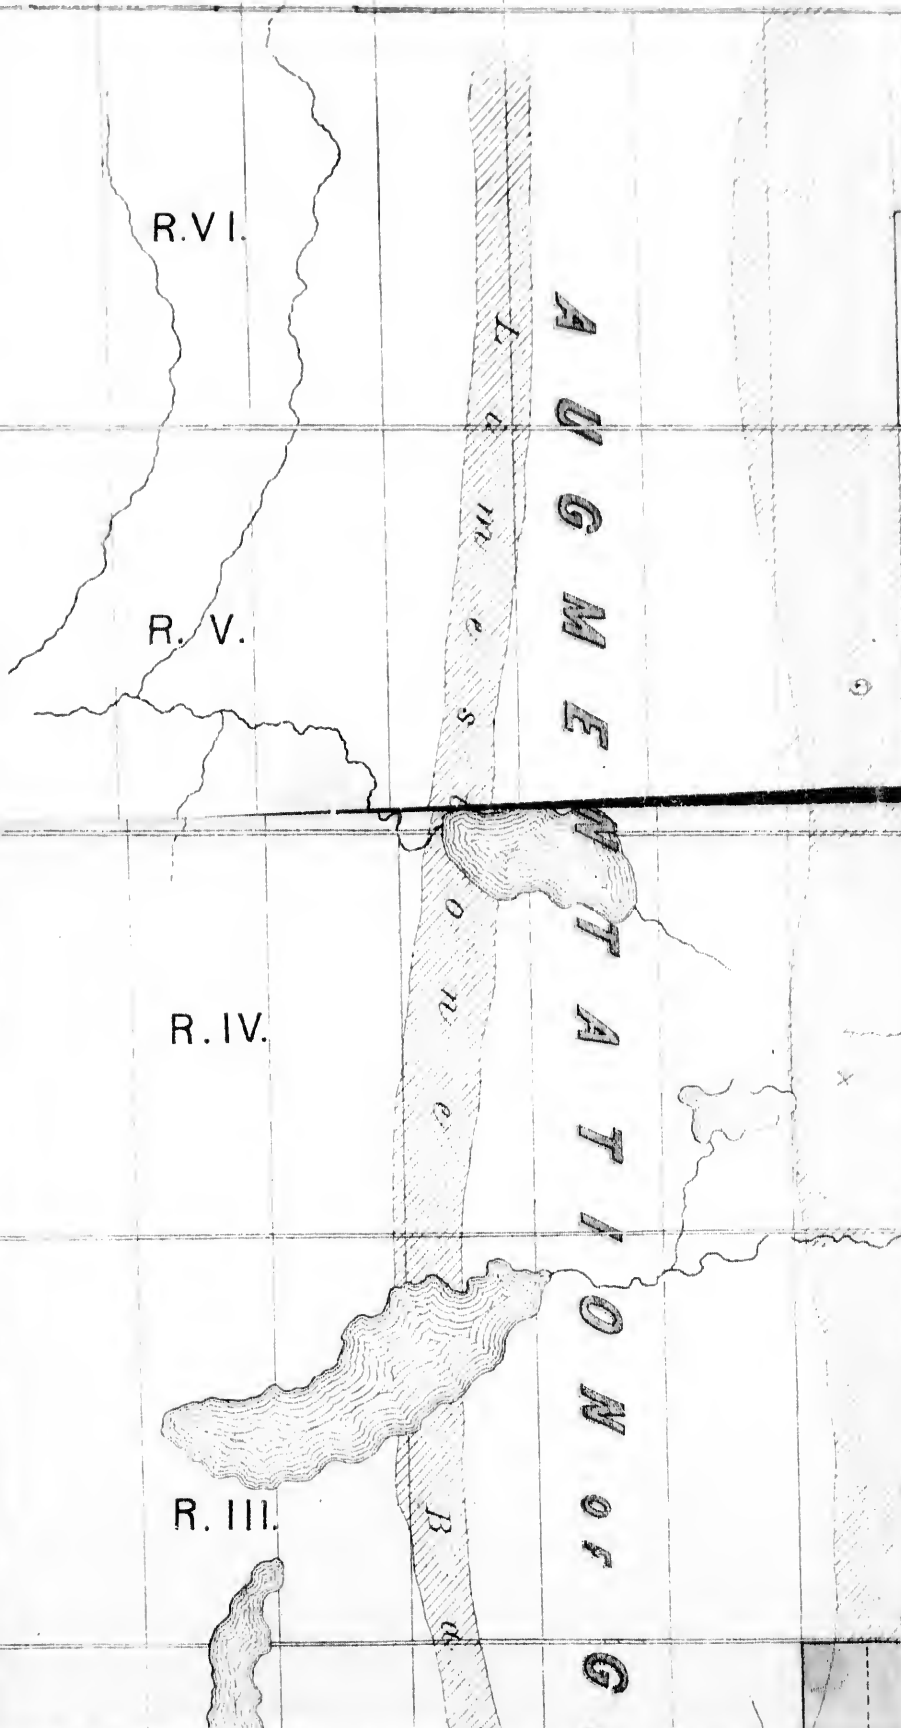 R.VI.
R. V.
R.IV.
R.III.
AUGMENTATION OF G
Limestone B